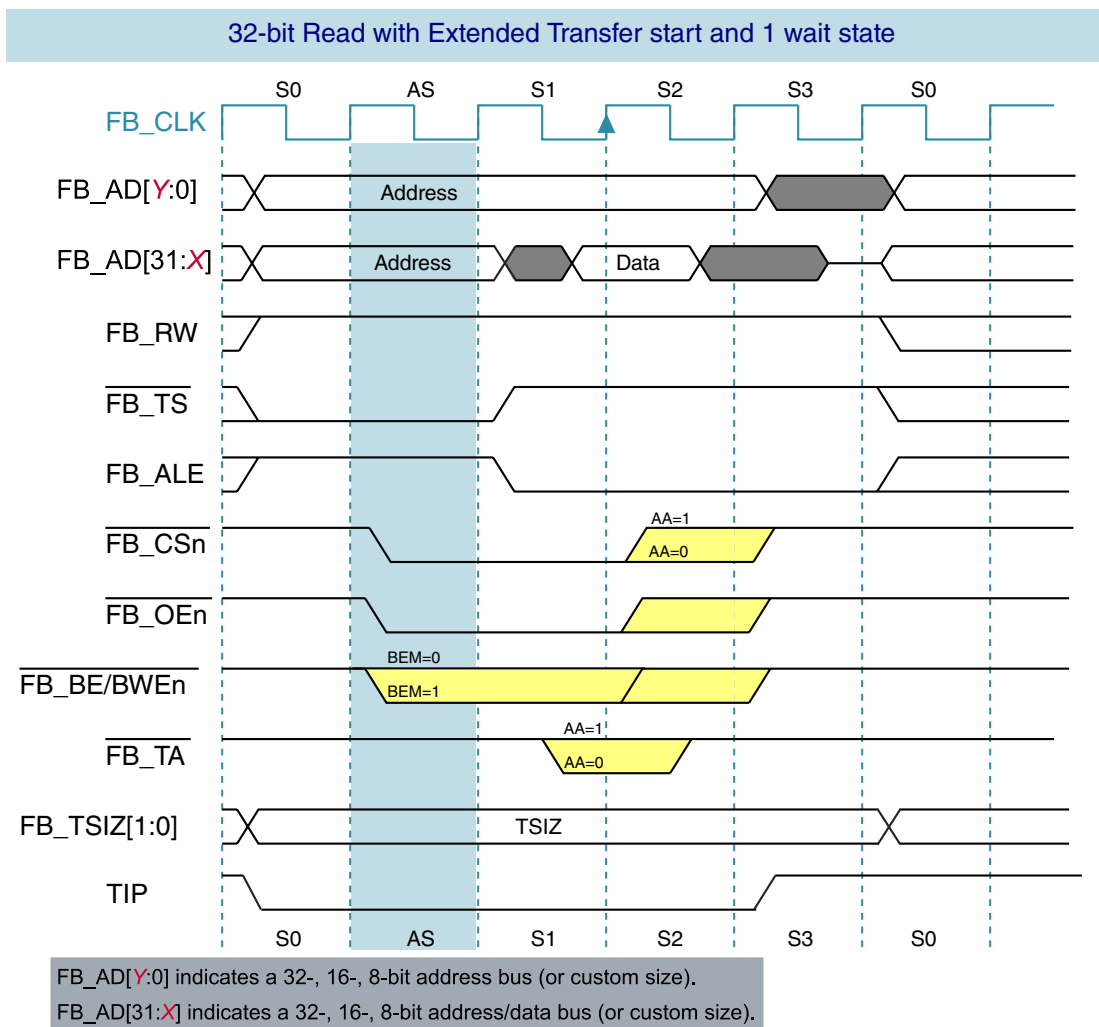 32-bit Read with Extended Transfer start and 1 wait state
S0 AS S1 S2 S3 S0
FB_CLK
FB_AD[Y:0]
Address
FB_AD[31:X]
Address Data
FB_RW
FB_TS
FB_ALE
FB_CSn
AA=1
AA=0
FB_OEn
FB_BE/BWEn
BEM=0
BEM=1
FB_TA
AA=1
AA=0
FB_TSIZ[1:0]
TSIZ
TIP
S0 AS S1 S2 S3 S0
FB_AD[Y:0] indicates a 32-, 16-, 8-bit address bus (or custom size).
FB_AD[31:X] indicates a 32-, 16-, 8-bit address/data bus (or custom size).